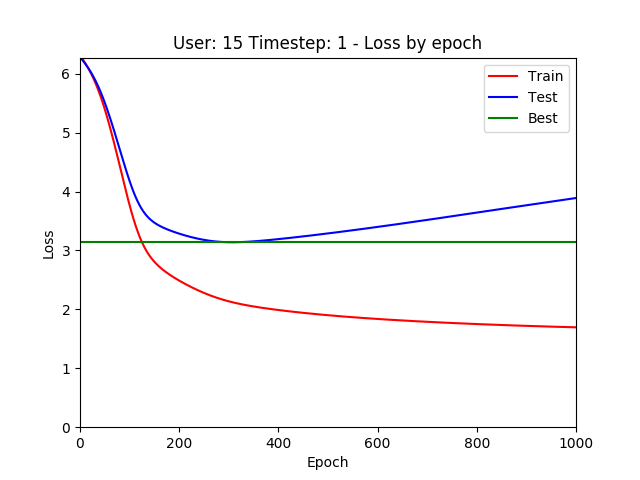 User: 15 Timestep: 1 - Loss by epoch
Train
Test
Best
Loss
6
5
4
3
2
1
0
0 200 400 600 800 1000
Epoch